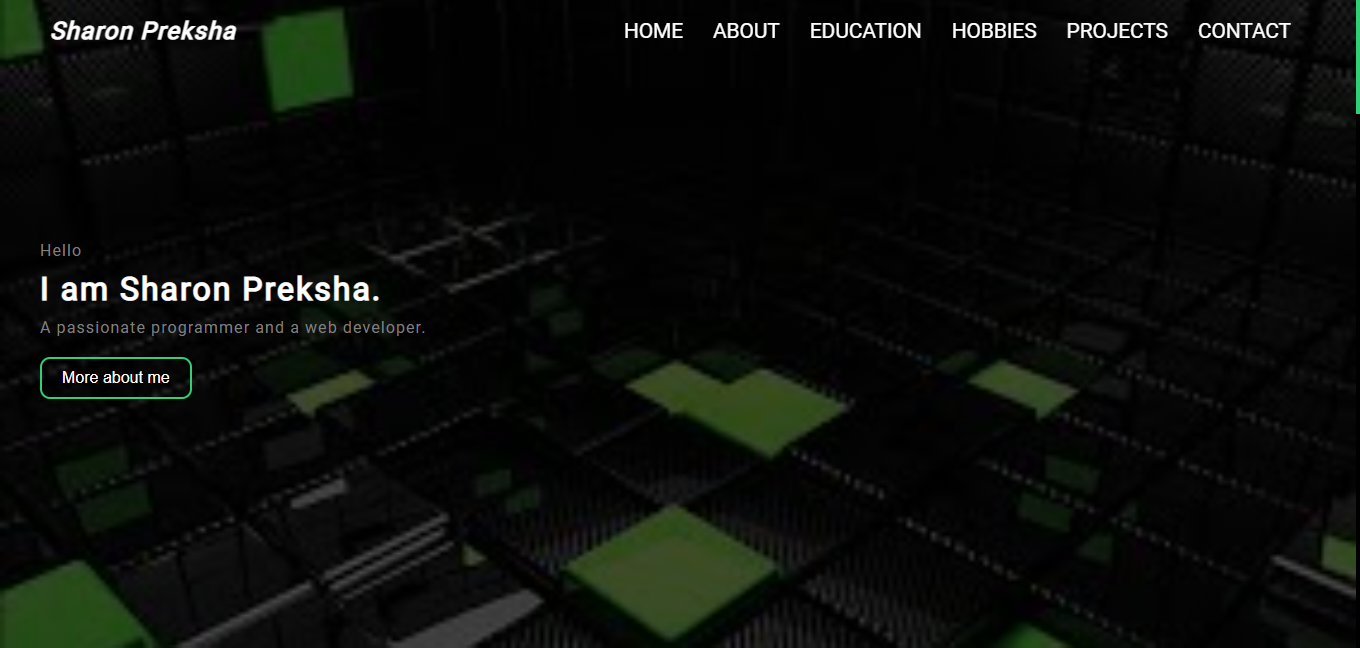 Sharon Preksha
HOME ABOUT EDUCATION HOBBIES PROJECTS CONTACT
Hello
I am Sharon Preksha.
A passionate programmer and a web developer.
More about me